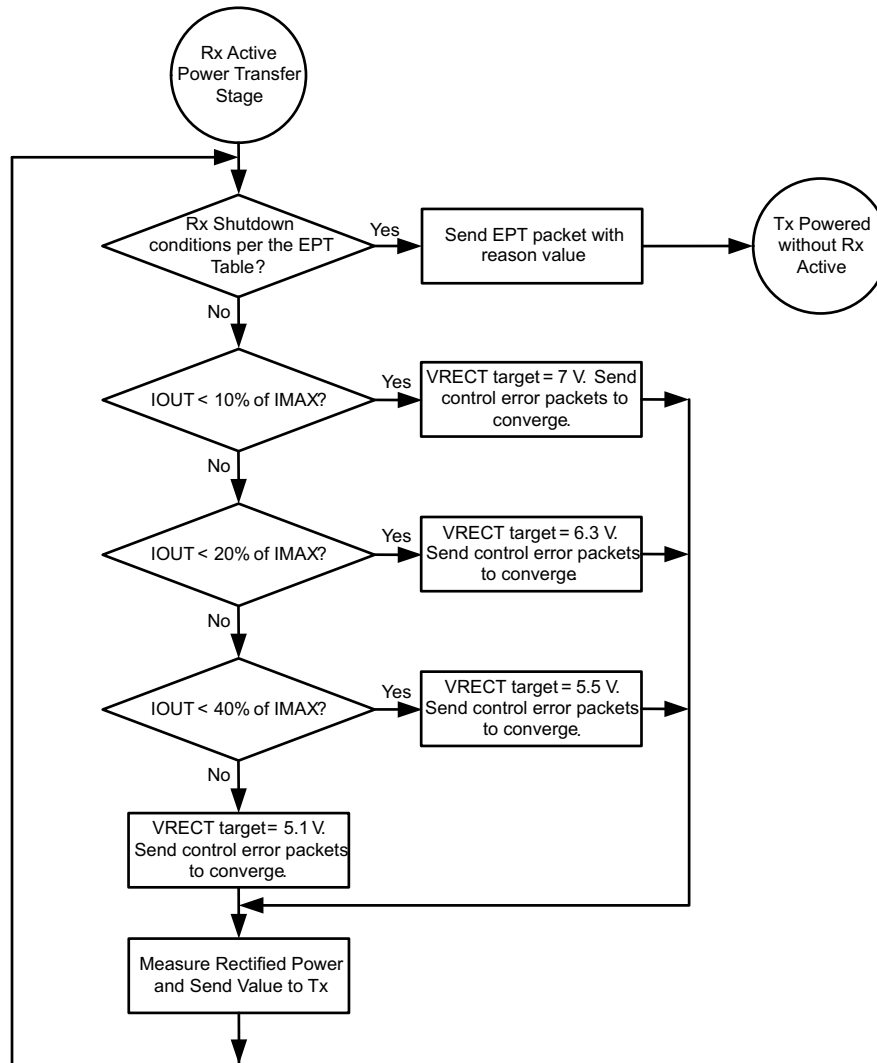 Rx Active
Power Transfer
Stage
Rx Shutdown
conditions per the EPT
Table?
Yes
Send EPT packet with
reason value
Tx Powered
without Rx
Active
No
IOUT < 10% of IMAX?
Yes
VRECT target = 7 V. Send
control error packets to
converge.
No
IOUT < 20% of IMAX?
Yes
VRECT target = 6.3 V.
Send control error packets
to converge.
No
IOUT < 40% of IMAX?
Yes
VRECT target = 5.5 V.
Send control error packets
to converge.
No
VRECT target = 5.1 V.
Send control error packets
to converge.
Measure Rectified Power
and Send Value to Tx